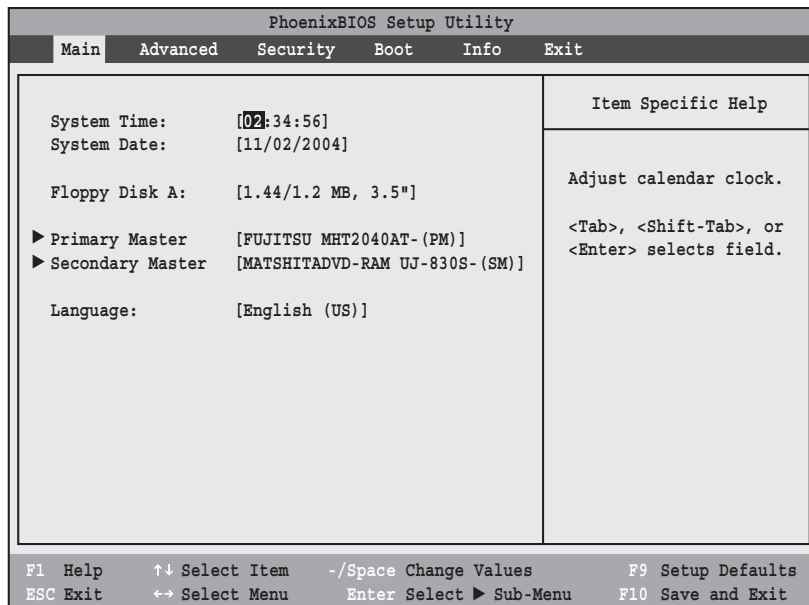 PhoenixBIOS Setup Utility
Main Advanced Security Boot Info Exit
System Time: [02:34:56]
System Date: [11/02/2004]
Floppy Disk A: [1.44/1.2 MB, 3.5"]
▶ Primary Master [FUJITSU MHT2040AT-(PM)]
▶ Secondary Master [MATSHITADVD-RAM UJ-830S-(SM)]
Language: [English (US)]
Item Specific Help
Adjust calendar clock.
<Tab>, <Shift-Tab>, or
<Enter> selects field.
F1 Help ↑↓ Select Item -/Space Change Values F9 Setup Defaults
ESC Exit ←→ Select Menu Enter Select ▶ Sub-Menu F10 Save and Exit